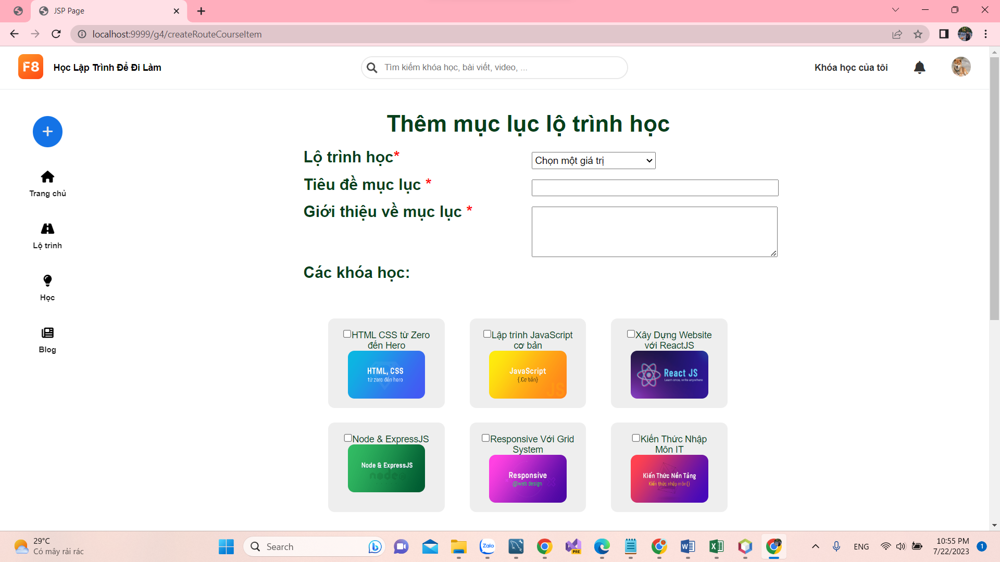 JSP Page
localhost:9999/g4/createRouteCourseItem
F8
Học Lập Trình Để Đi Làm
Tìm kiếm khóa học, bài viết, video, ...
Khóa học của tôi
Thêm mục lục lộ trình học
Lộ trình học*
Chọn một giá trị
Tiêu đề mục lục *
Giới thiệu về mục lục *
Các khóa học:
Trang chủ
Lộ trình
Học
Blog
HTML CSS từ Zero
đến Hero
HTML, CSS
từ zero đến hero
Lập trình JavaScript
cơ bản
JavaScript
{.Cơ bản}
JS
Xây Dựng Website
với ReactJS
React JS
Learn once, write anywhere
Node & ExpressJS
Node & ExpressJS
node
Responsive Với Grid
System
Responsive
@web design
Kiến Thức Nhập
Môn IT
Kiến Thức Nền Tảng
Kiến thức nhập môn{}
29°C
Có mây rải rác
Search
Zalo
PRE
ENG
10:55 PM
7/22/2023
1